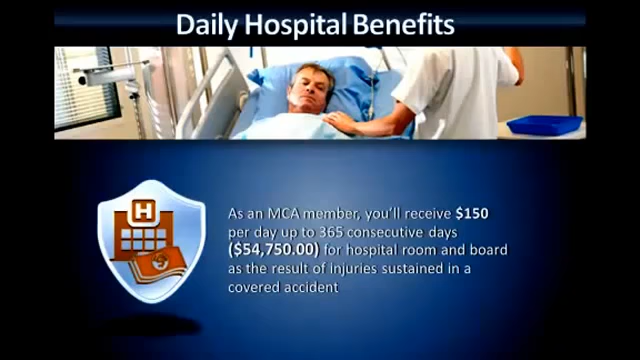 Daily Hospital Benefits
H
As an MCA member, you'll receive $150
per day up to 365 consecutive days
($54,750.00) for hospital room and board
as the result of injuries sustained in a
covered accident